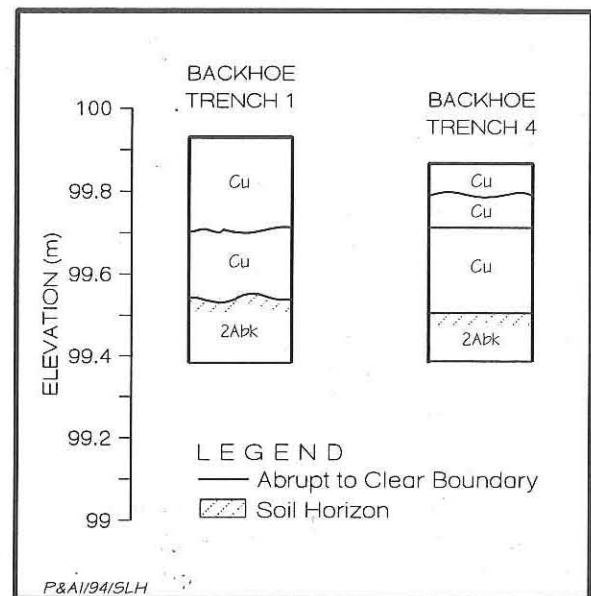 BACKHOE
TRENCH 1
BACKHOE
TRENCH 4
ELEVATION (m)
100
99.8
99.6
99.4
99.2
99
Cu
Cu
2Abk
Cu
Cu
Cu
2Abk
LEGEND
Abrupt to Clear Boundary
Soil Horizon
P&AI/94/SLH